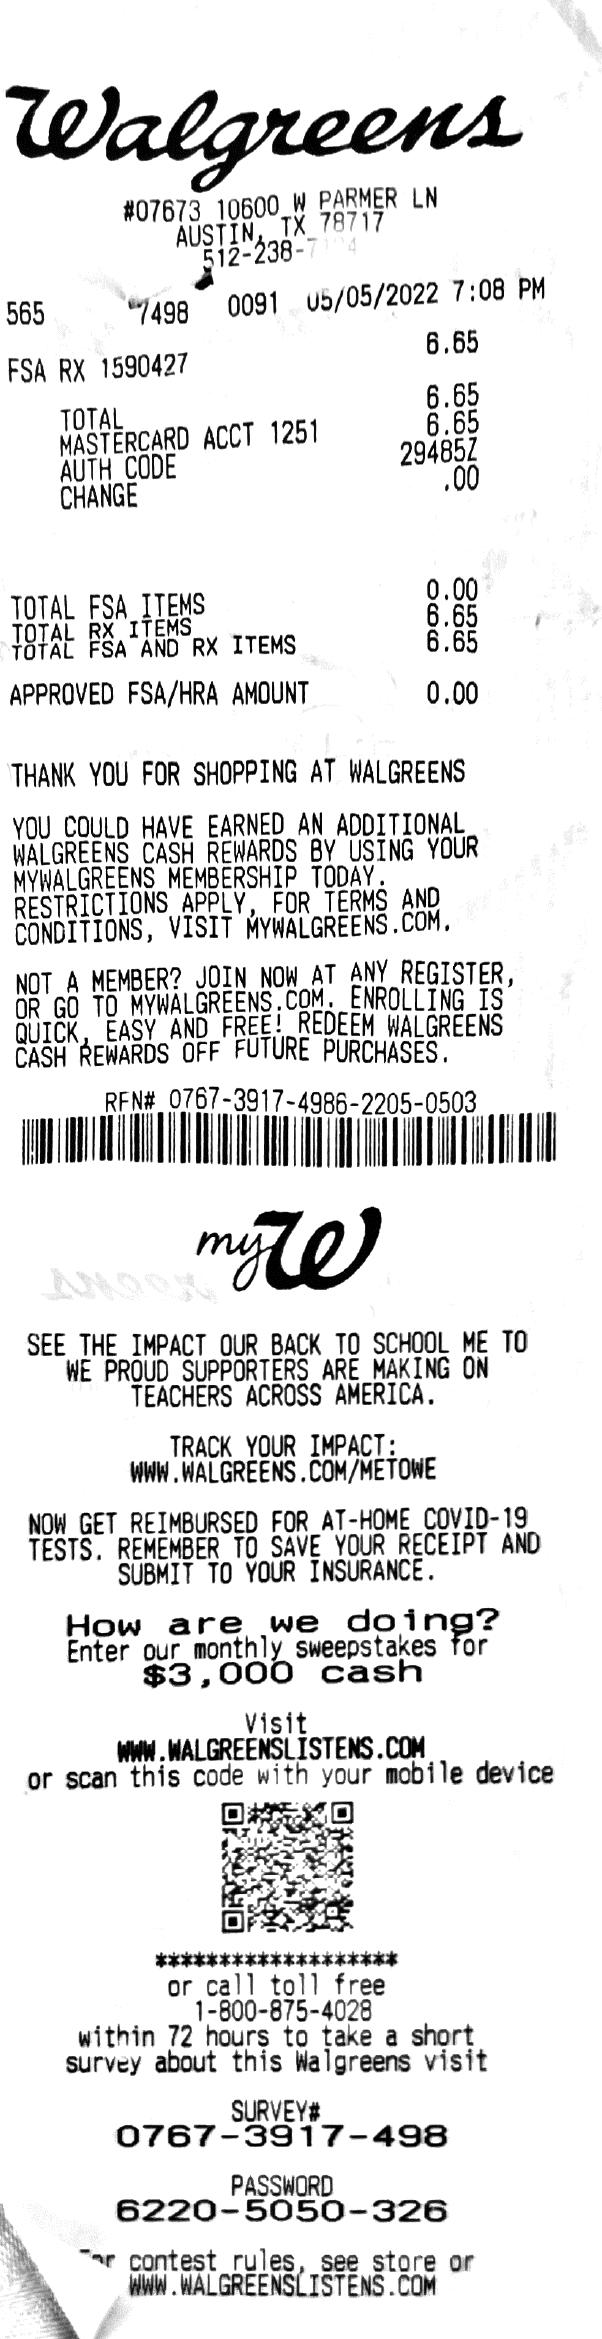 Walgreens
#07673 10600 W PARMER LN
AUSTIN, TX 78717
512-238-
565 7498 0091 05/05/2022 7:08 PM
FSA RX 1590427 6.65
TOTAL 6.65
MASTERCARD ACCT 1251 6.65
AUTH CODE 29485Z
CHANGE .00
TOTAL FSA ITEMS 0.00
TOTAL RX ITEMS 6.65
TOTAL FSA AND RX ITEMS 6.65
APPROVED FSA/HRA AMOUNT 0.00
THANK YOU FOR SHOPPING AT WALGREENS
YOU COULD HAVE EARNED AN ADDITIONAL
WALGREENS CASH REWARDS BY USING YOUR
MYWALGREENS MEMBERSHIP TODAY.
RESTRICTIONS APPLY, FOR TERMS AND
CONDITIONS, VISIT MYWALGREENS.COM.
NOT A MEMBER? JOIN NOW AT ANY REGISTER,
OR GO TO MYWALGREENS.COM. ENROLLING IS
QUICK, EASY AND FREE! REDEEM WALGREENS
CASH REWARDS OFF FUTURE PURCHASES.
RFN# 0767-3917-4986-2205-0503
myW
SEE THE IMPACT OUR BACK TO SCHOOL ME TO
WE PROUD SUPPORTERS ARE MAKING ON
TEACHERS ACROSS AMERICA.
TRACK YOUR IMPACT:
WWW.WALGREENS.COM/METOWE
NOW GET REIMBURSED FOR AT-HOME COVID-19
TESTS. REMEMBER TO SAVE YOUR RECEIPT AND
SUBMIT TO YOUR INSURANCE.
How are we doing?
Enter our monthly sweepstakes for
$3,000 cash
Visit
WWW.WALGREENSLISTENS.COM
or scan this code with your mobile device
*******************
or call toll free
1-800-875-4028
within 72 hours to take a short
survey about this Walgreens visit
SURVEY#
0767-3917-498
PASSWORD
6220-5050-326
For contest rules, see store or
WWW.WALGREENSLISTENS.COM